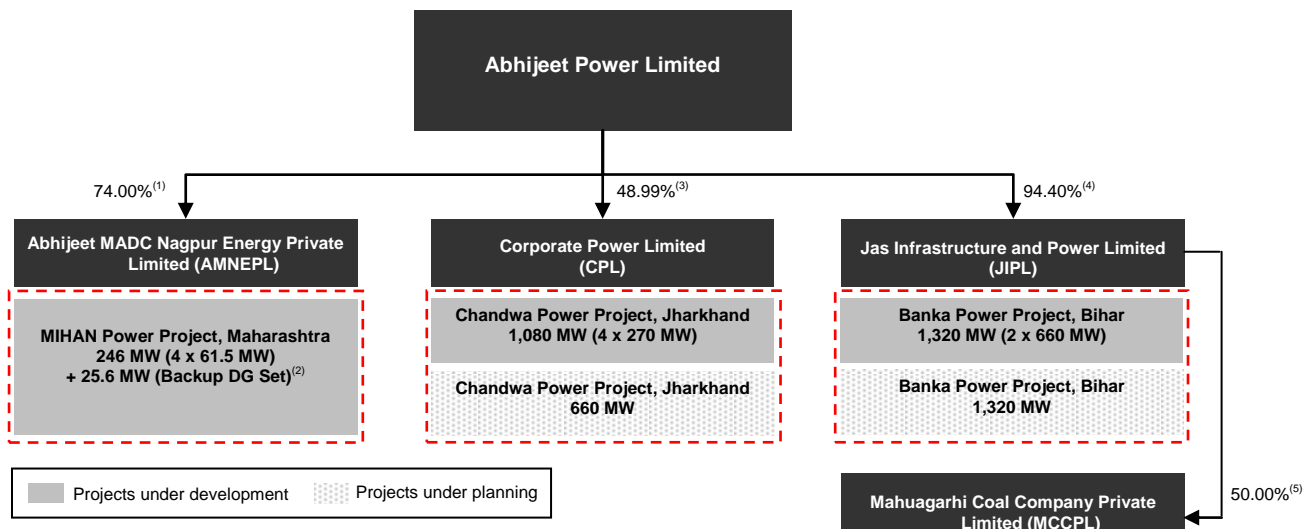 Abhijeet Power Limited
74.00%(1)
48.99%(3)
94.40%(4)
Abhijeet MADC Nagpur Energy Private
Limited (AMNEPL)
Corporate Power Limited
(CPL)
Jas Infrastructure and Power Limited
(JIPL)
MIHAN Power Project, Maharashtra
246 MW (4 x 61.5 MW)
+ 25.6 MW (Backup DG Set)(2)
Chandwa Power Project, Jharkhand
1,080 MW (4 x 270 MW)
Chandwa Power Project, Jharkhand
660 MW
Banka Power Project, Bihar
1,320 MW (2 x 660 MW)
Banka Power Project, Bihar
1,320 MW
Projects under development
Projects under planning
Mahuagarhi Coal Company Private
Limited (MCCPL)
50.00%(5)